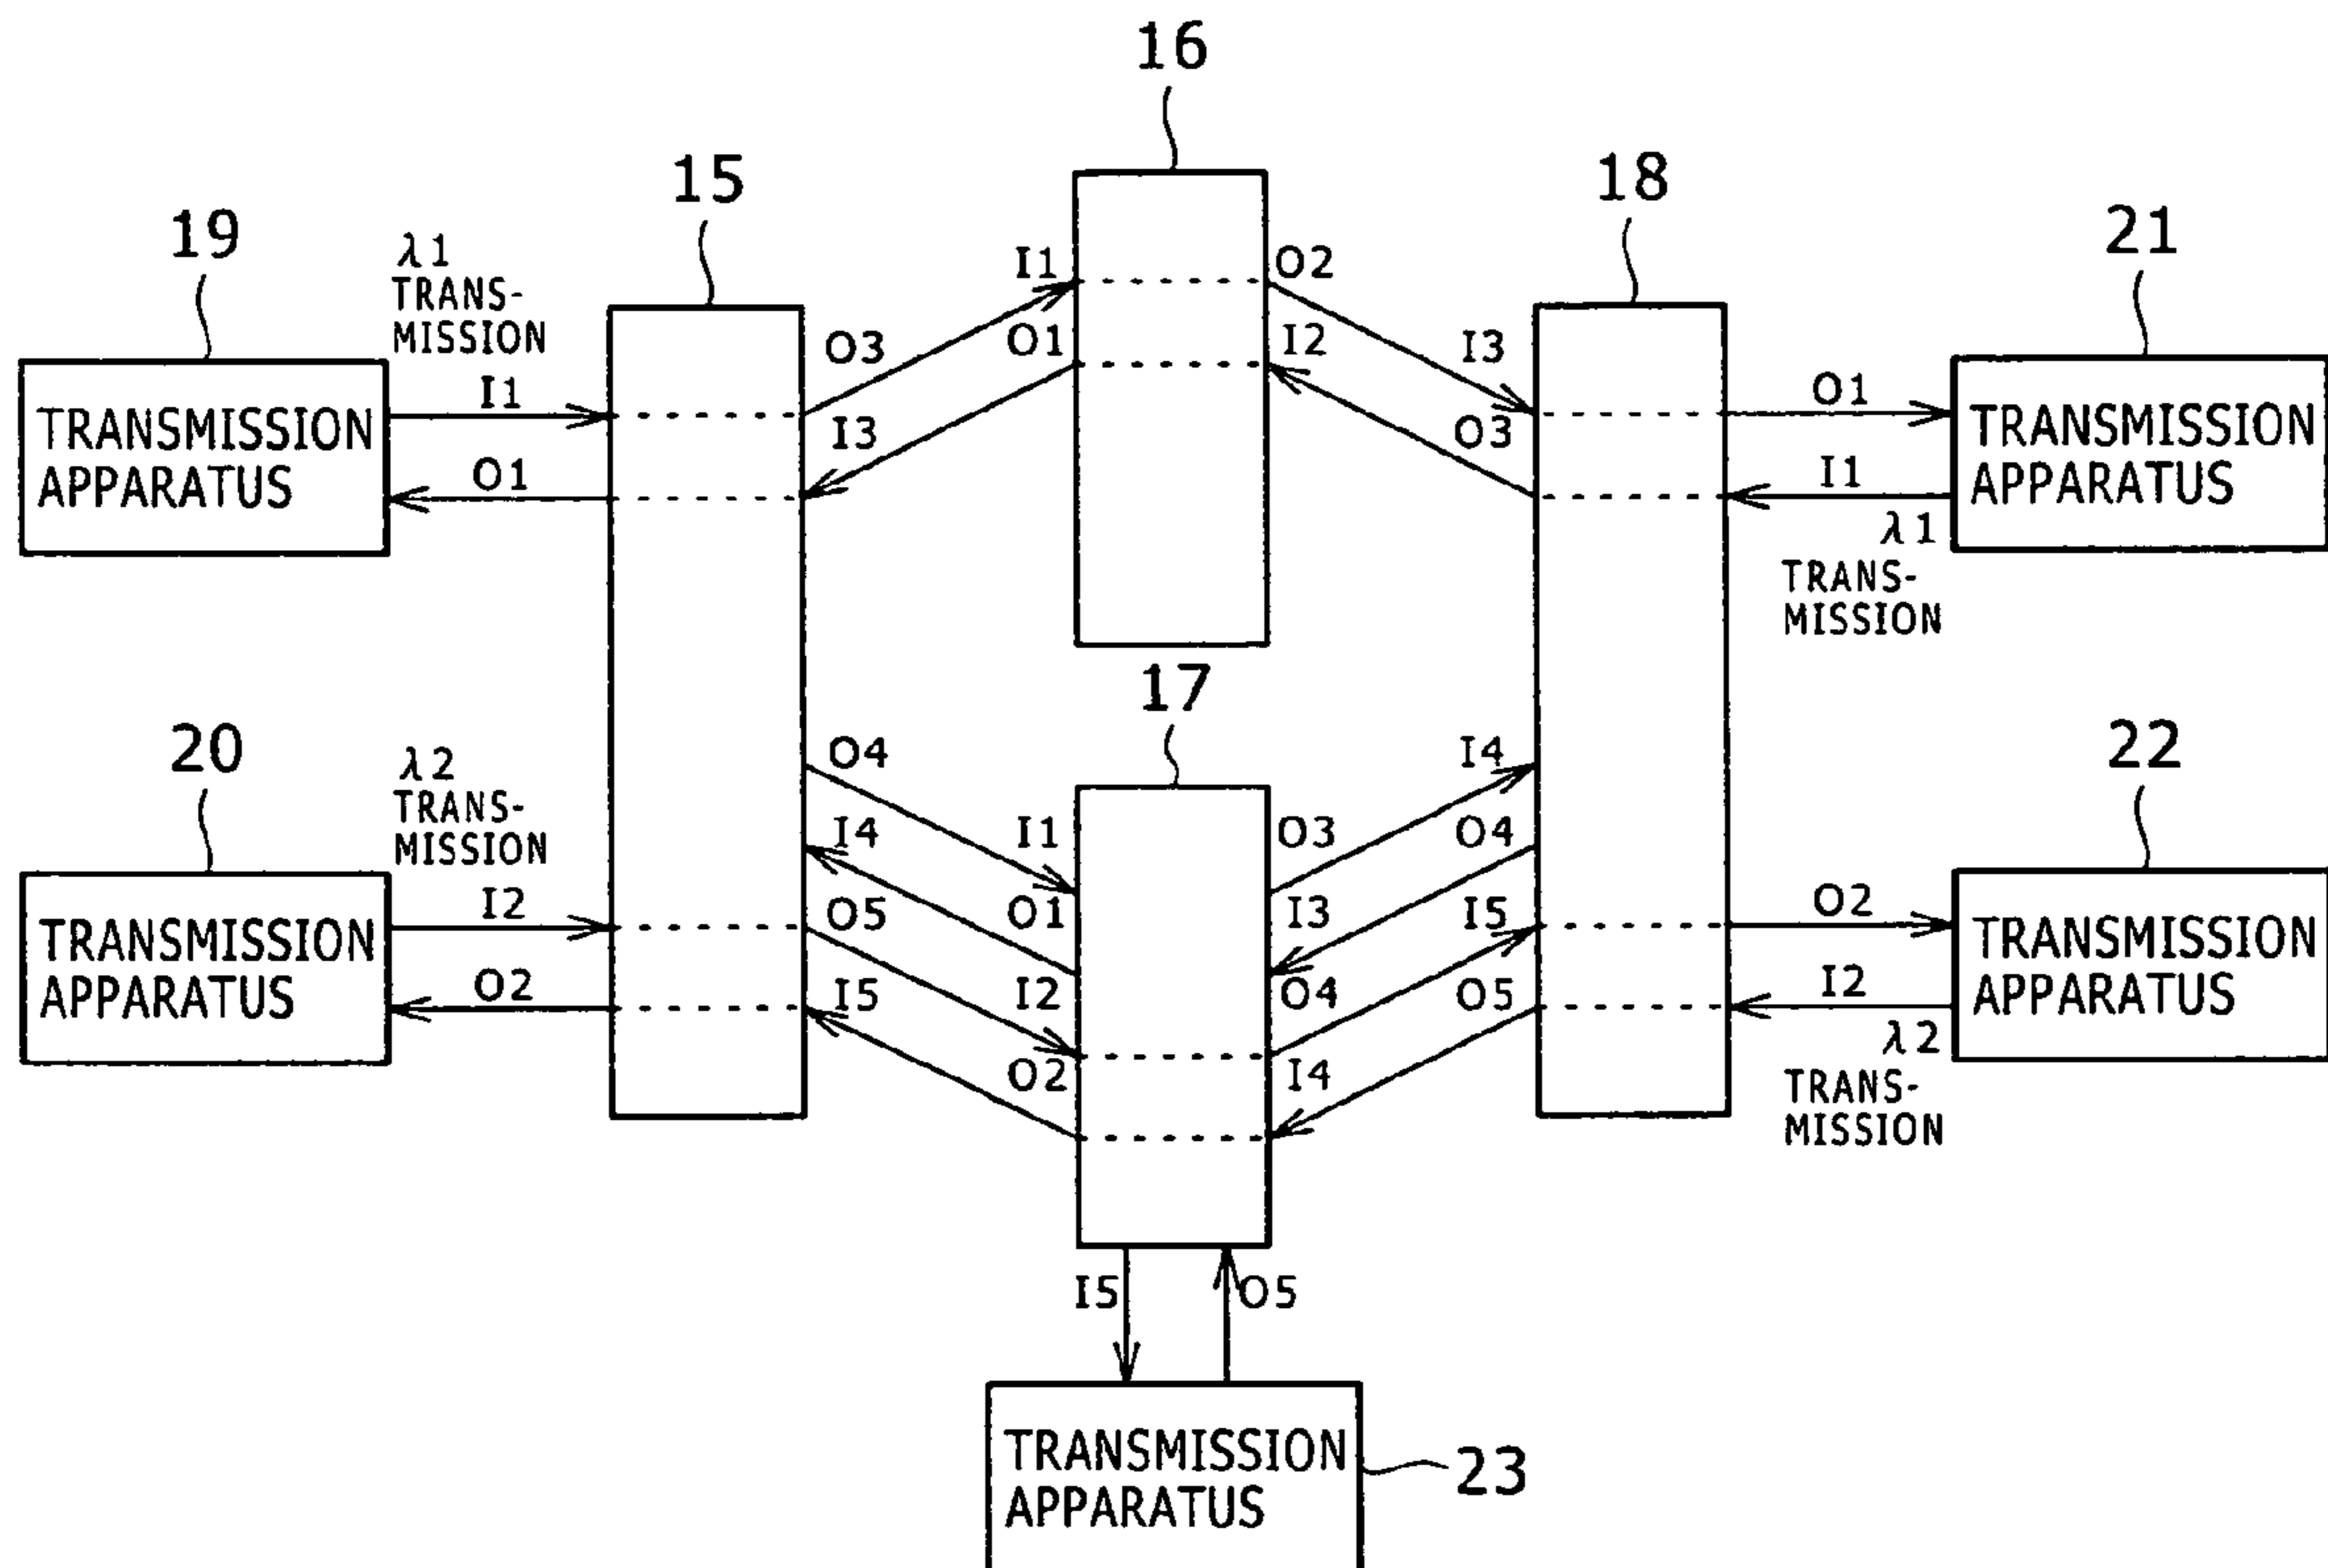 16
15
18
19
21
λ1
TRANS-
MISSION
I1
O2
O3
O1
I2
I3
I1
I3
O3
O1
TRANSMISSION
APPARATUS
O1
I1
TRANSMISSION
APPARATUS
λ1
TRANS-
MISSION
17
20
22
λ2
TRANS-
MISSION
O4
I4
I4
I1
O3
O4
I2
O5
O1
I3
I5
O2
TRANSMISSION
APPARATUS
O2
I5
I2
O4
O5
I2
TRANSMISSION
APPARATUS
λ2
TRANS-
MISSION
O2
I4
I5
O5
TRANSMISSION
APPARATUS
23